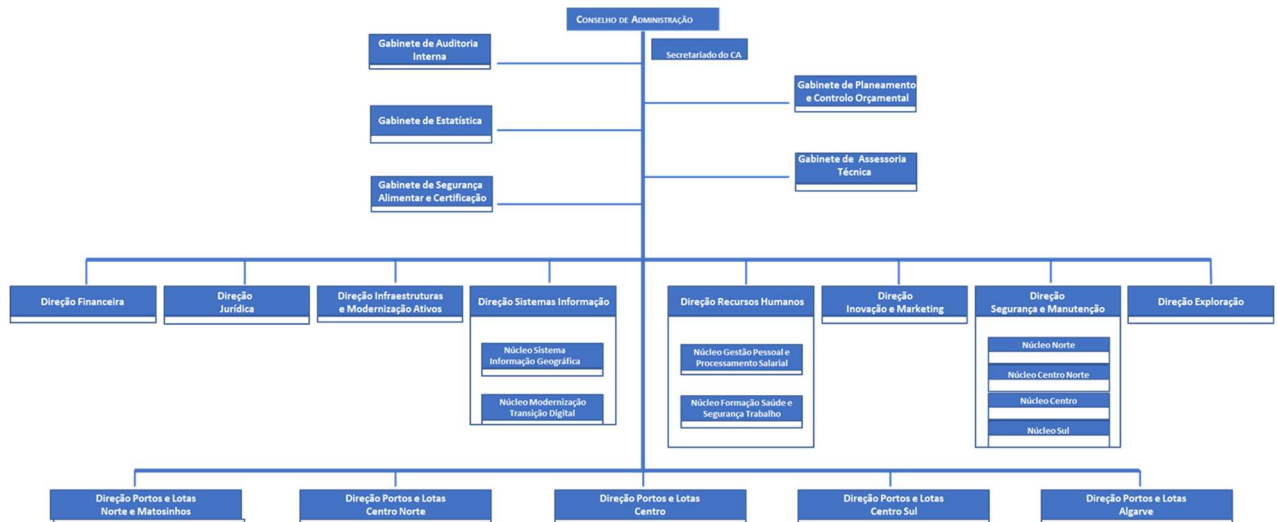 Conselho de Administração
Gabinete de Auditoria
Interna
Secretariado do CA
Gabinete de Planeamento
e Controlo Orçamental
Gabinete de Estatística
Gabinete de Assessoria
Técnica
Gabinete de Segurança
Alimentar e Certificação
Direção Financeira
Direção
Jurídica
Direção Infraestruturas
e Modernização Ativos
Direção Sistemas Informação
Núcleo Sistema
Informação Geográfica
Núcleo Modernização
Transição Digital
Direção Recursos Humanos
Núcleo Gestão Pessoal e
Processamento Salarial
Núcleo Formação Saúde e
Segurança Trabalho
Direção
Inovação e Marketing
Direção
Segurança e Manutenção
Núcleo Norte
Núcleo Centro Norte
Núcleo Centro
Núcleo Sul
Direção Exploração
Direção Portos e Lotas
Norte e Matosinhos
Direção Portos e Lotas
Centro Norte
Direção Portos e Lotas
Centro
Direção Portos e Lotas
Centro Sul
Direção Portos e Lotas
Algarve